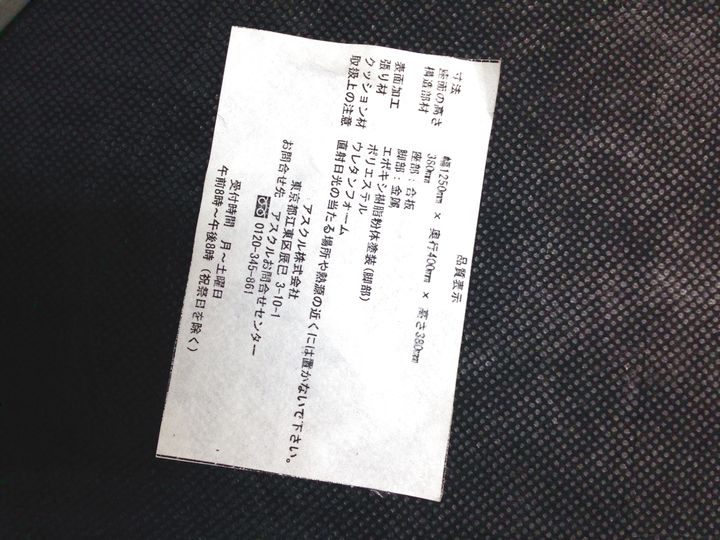 品質表示
寸法 幅1250mm × 奥行400mm × 高さ380mm
座面の高さ 380mm
構造部材 座部：合板
脚部：金属
表面加工 エポキシ樹脂粉体塗装(脚部)
張り材 ポリエステル
クッション材 ウレタンフォーム
取扱上の注意 直射日光の当たる場所や熱源の近くには置かないで下さい。
アスクル株式会社
東京都江東区辰巳 3-10-1
お問合せ先 アスクルお問合せセンター
0120-345-861
受付時間 月〜土曜日
午前8時〜午後8時（祝祭日を除く）